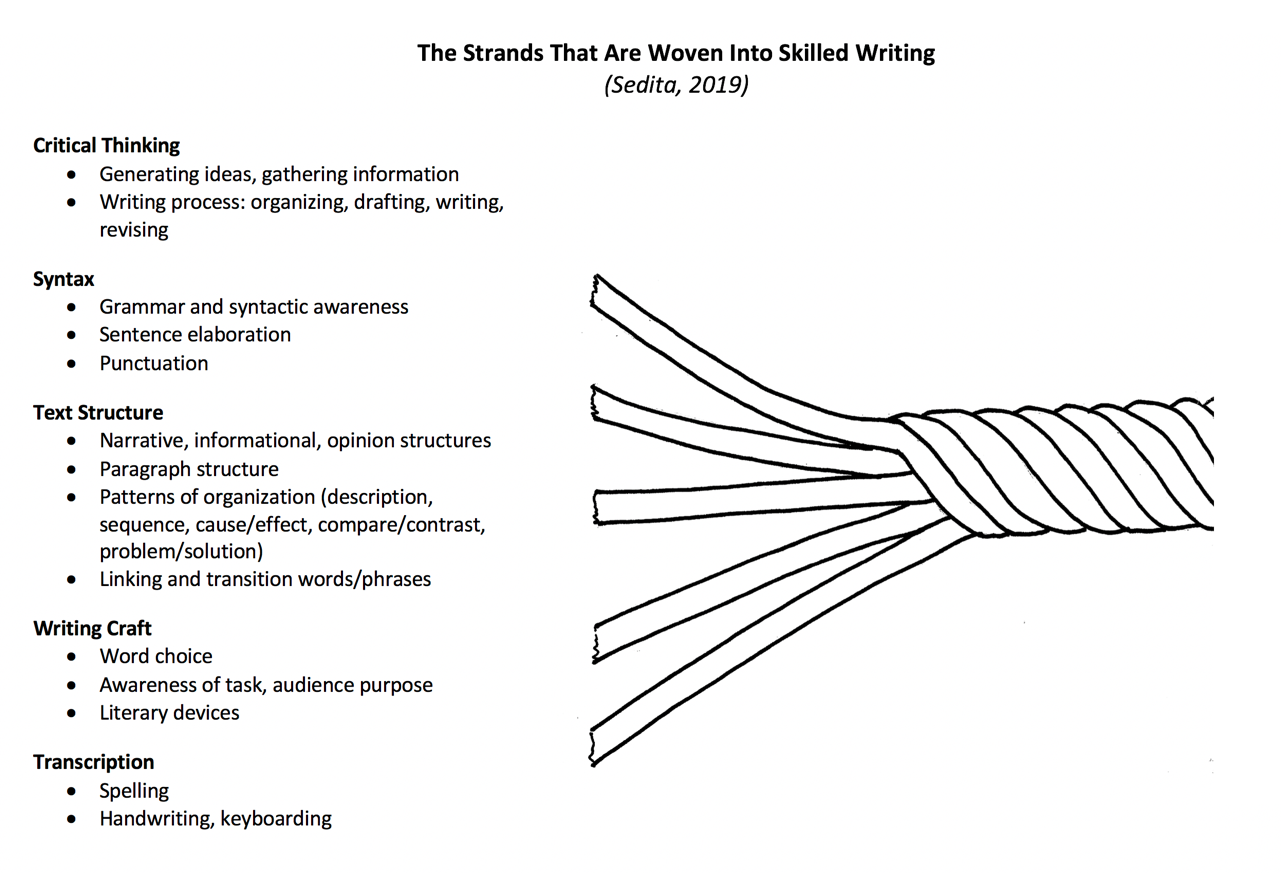 The Strands That Are Woven Into Skilled Writing
(Sedita, 2019)
Critical Thinking
• Generating ideas, gathering information
• Writing process: organizing, drafting, writing,
revising
Syntax
• Grammar and syntactic awareness
• Sentence elaboration
• Punctuation
Text Structure
• Narrative, informational, opinion structures
• Paragraph structure
• Patterns of organization (description,
sequence, cause/effect, compare/contrast,
problem/solution)
• Linking and transition words/phrases
Writing Craft
• Word choice
• Awareness of task, audience purpose
• Literary devices
Transcription
• Spelling
• Handwriting, keyboarding